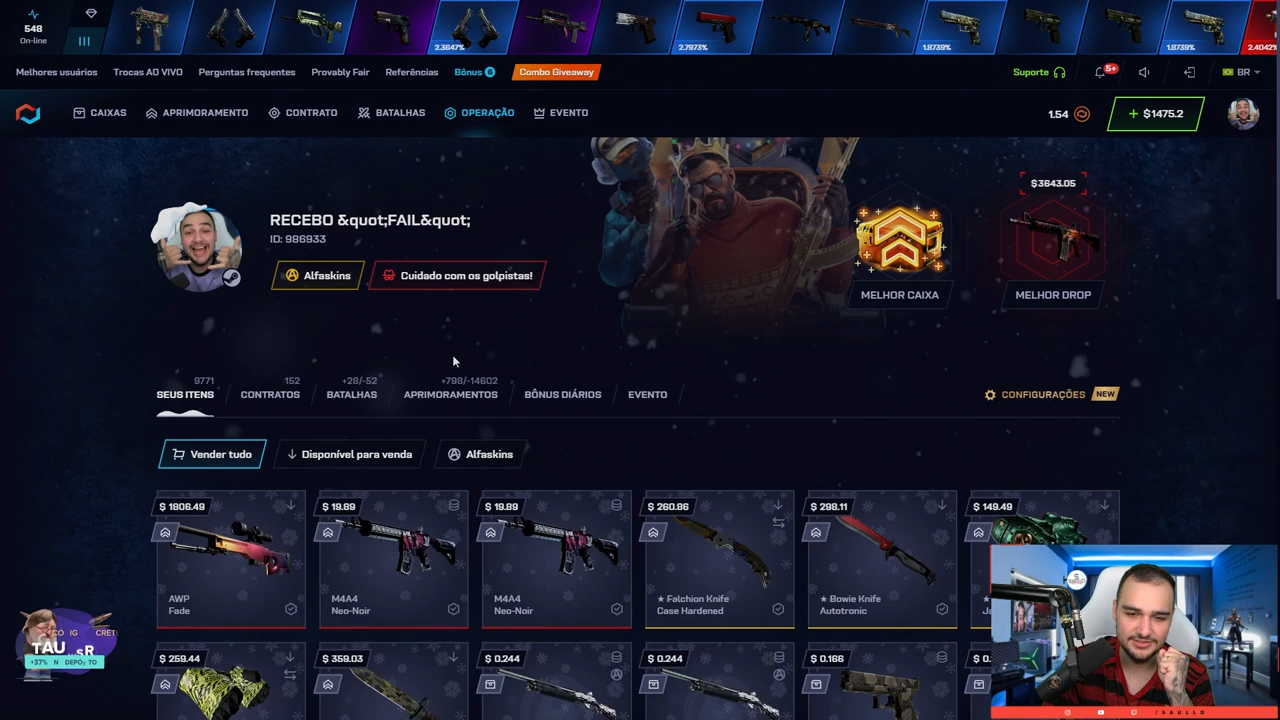 548
On-line
2.3647%
2.7973%
1.8739%
1.8739%
2.4042%
Melhores usuários
Trocas AO VIVO
Perguntas frequentes
Provably Fair
Referências
Bônus 6
Combo Giveaway
Suporte
5+
BR
CAIXAS
APRIMORAMENTO
CONTRATO
BATALHAS
OPERAÇÃO
EVENTO
1.54
+ $1475.2
$3643.05
RECEBO &quot;FAIL&quot;
ID: 986933
Alfaskins
Cuidado com os golpistas!
MELHOR CAIXA
MELHOR DROP
9771
152
+28/-52
+798/-14602
SEUS ITENS
CONTRATOS
BATALHAS
APRIMORAMENTOS
BÔNUS DIÁRIOS
EVENTO
CONFIGURAÇÕES NEW
Vender tudo
Disponível para venda
Alfaskins
$ 1806.49
$ 19.89
$ 19.89
$ 260.86
$ 298.11
$ 149.49
AWP
Fade
M4A4
Neo-Noir
M4A4
Neo-Noir
★ Falchion Knife
Case Hardened
★ Bowie Knife
Autotronic
$ 259.44
$ 359.03
$ 0.244
$ 0.244
$ 0.166
/SAULLO